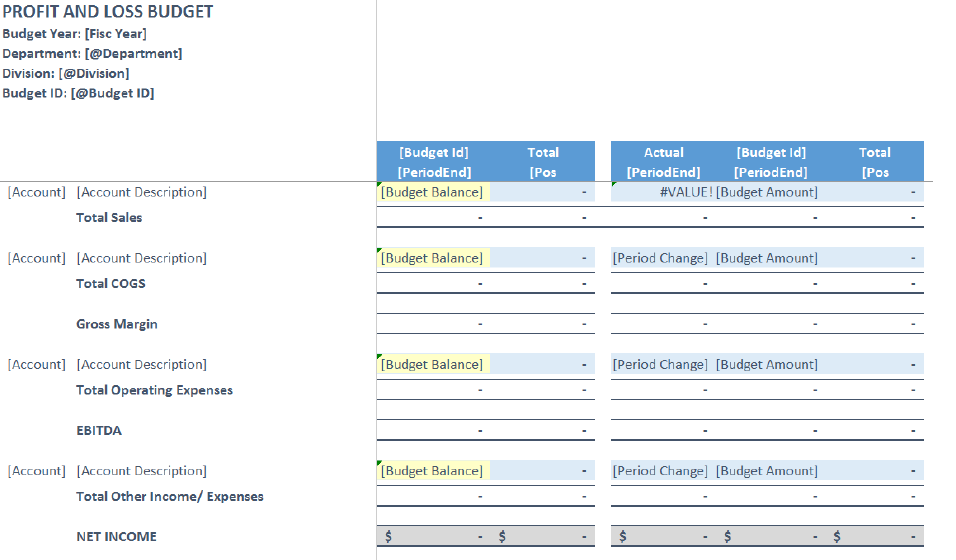 PROFIT AND LOSS BUDGET
Budget Year: [Fisc Year]
Department: [@Department]
Division: [@Division]
Budget ID: [@Budget ID]
[Budget Id] Total Actual [Budget Id] Total
[PeriodEnd] [Pos [PeriodEnd] [PeriodEnd] [Pos
[Account] [Account Description] [Budget Balance] - #VALUE! [Budget Amount] -
Total Sales - - - - -
[Account] [Account Description] [Budget Balance] - [Period Change] [Budget Amount] -
Total COGS - - - - -
Gross Margin - - - - -
[Account] [Account Description] [Budget Balance] - [Period Change] [Budget Amount] -
Total Operating Expenses - - - - -
EBITDA - - - - -
[Account] [Account Description] [Budget Balance] - [Period Change] [Budget Amount] -
Total Other Income/ Expenses - - - - -
NET INCOME $ - $ - $ - $ - $ -